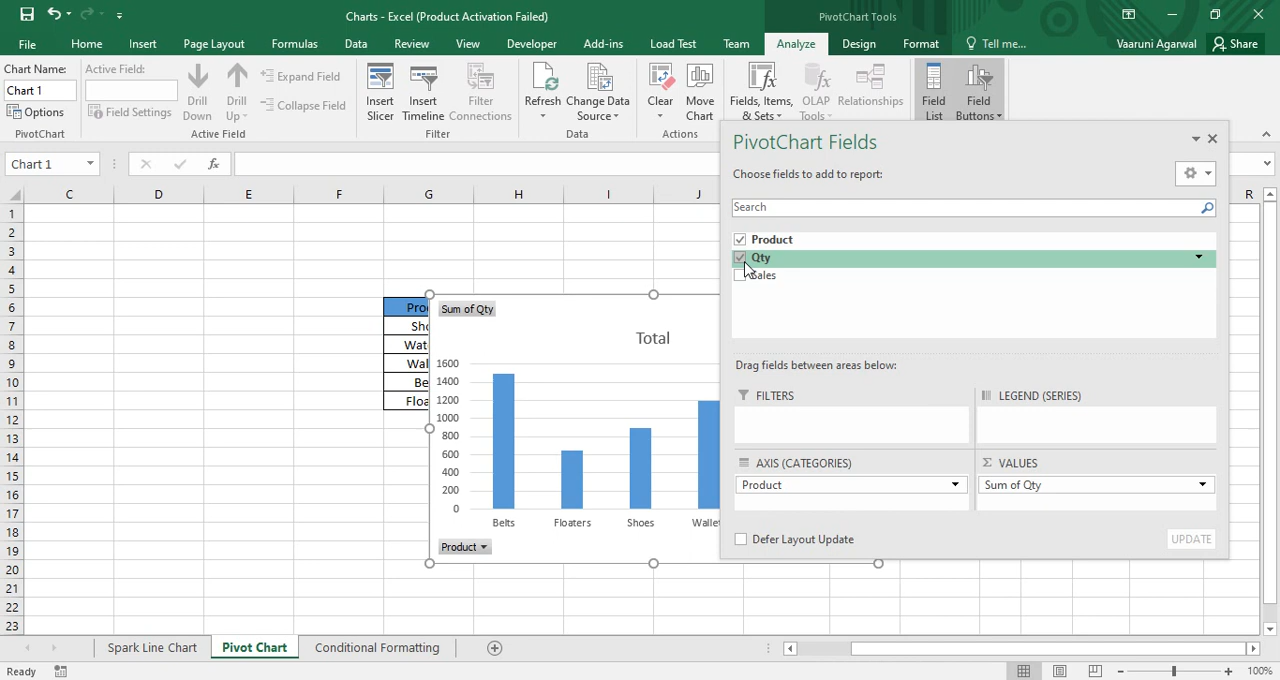 Charts - Excel (Product Activation Failed)
PivotChart Tools
File Home Insert Page Layout Formulas Data Review View Developer Add-ins Load Test Team Analyze Design Format Tell me... Vaaruni Agarwal Share
Chart Name:
Chart 1
Options
PivotChart
Active Field:
Field Settings
Drill Down
Drill Up
Expand Field
Collapse Field
Active Field
Insert Slicer
Insert Timeline
Filter Connections
Filter
Refresh
Change Data Source
Data
Clear
Move Chart
Actions
Fields, Items, & Sets
OLAP Tools
Relationships
Field List
Field Buttons
Chart 1
fx
C D E F G H I J R
1
2
3
4
5
6
7
8
9
10
11
12
13
14
15
16
17
18
19
20
21
22
23
Sum of Qty
Total
1600
1400
1200
1000
800
600
400
200
0
Belts Floaters Shoes
Product
PivotChart Fields
Choose fields to add to report:
Search
Product
Qty
Sales
Drag fields between areas below:
FILTERS
LEGEND (SERIES)
AXIS (CATEGORIES)
Σ VALUES
Product
Sum of Qty
Defer Layout Update
UPDATE
Spark Line Chart Pivot Chart Conditional Formatting
Ready
100%